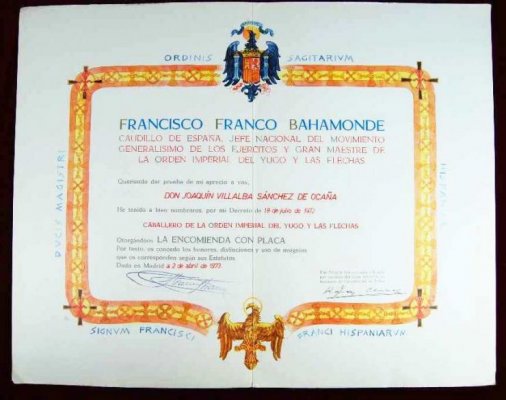 ORDINIS SAGITARIVM
FRANCISCO FRANCO BAHAMONDE
CAUDILLO DE ESPAÑA, JEFE NACIONAL DEL MOVIMIENTO
GENERALISIMO DE LOS EJERCITOS Y GRAN MAESTRE DE
LA ORDEN IMPERIAL DEL YUGO Y LAS FLECHAS
Queriendo dar prueba de mi aprecio a vos,
DON JOAQUÍN VILLALBA SÁNCHEZ DE OCAÑA
He tenido a bien nombraros, por mi Decreto de 18 de julio de 1972
CABALLERO DE LA ORDEN IMPERIAL DEL YUGO Y LAS FLECHAS
Otorgándoos LA ENCOMIENDA CON PLACA
Por tanto, os concedo los honores, distinciones y uso de insignias
que os corresponden según sus Estatutos
Dado en Madrid a 2 de abril de 1973.
DVCIS MAGISTRI
SIGNVM FRANCISCI
FRANCI HISPANIARVM